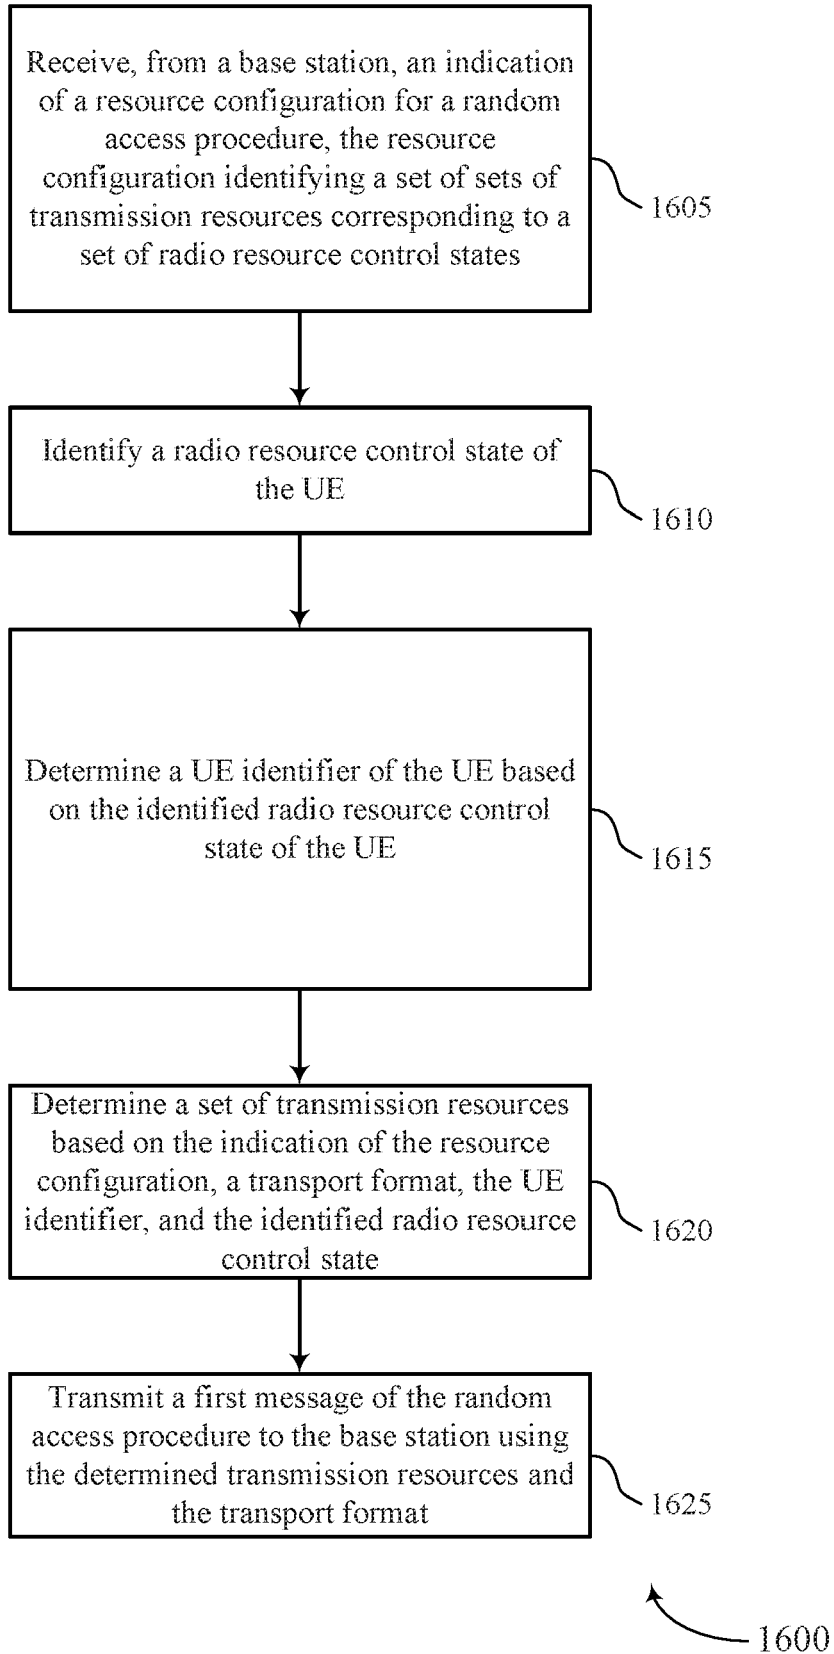 Receive, from a base station, an indication
of a resource configuration for a random
access procedure, the resource
configuration identifying a set of sets of
transmission resources corresponding to a
set of radio resource control states
1605
Identify a radio resource control state of
the UE
1610
Determine a UE identifier of the UE based
on the identified radio resource control
state of the UE
1615
Determine a set of transmission resources
based on the indication of the resource
configuration, a transport format, the UE
identifier, and the identified radio resource
control state
1620
Transmit a first message of the random
access procedure to the base station using
the determined transmission resources and
the transport format
1625
1600